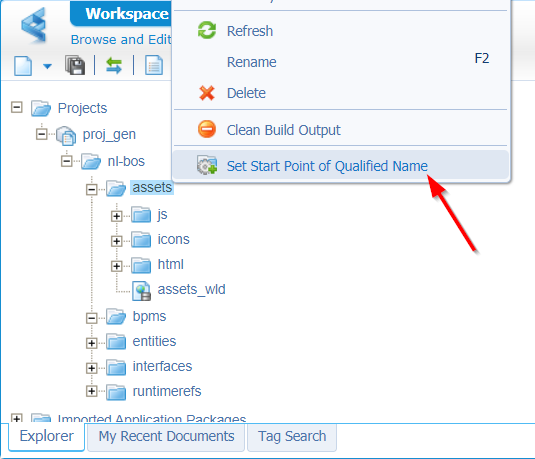 Workspace
Browse and Edit
Refresh
Rename F2
Delete
Clean Build Output
Set Start Point of Qualified Name
Projects
proj_gen
nl-bos
assets
js
icons
html
assets_wld
bpms
entities
interfaces
runtimerefs
Imported Application Packages
Explorer
My Recent Documents
Tag Search